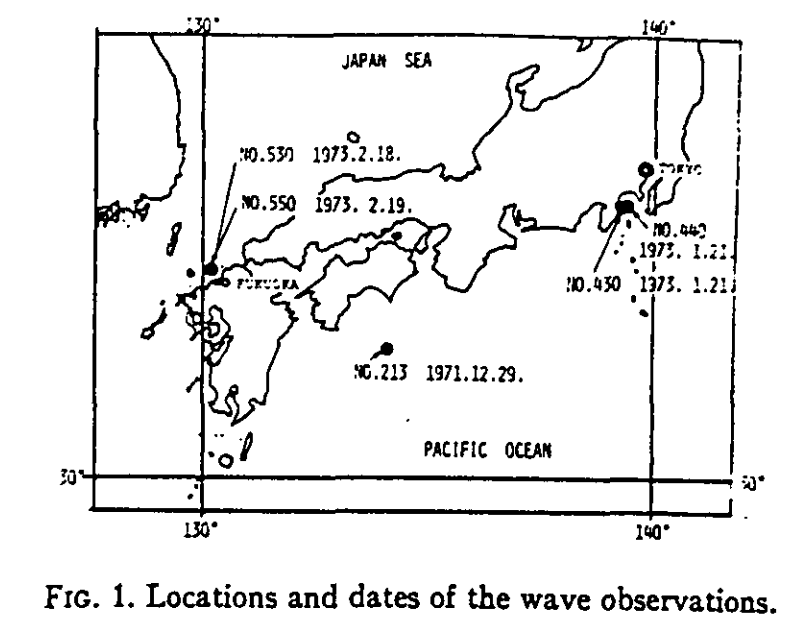 130° 140°
JAPAN SEA
NO.530 1973.2.18.
TOKYO
NO.550 1973. 2.19.
NO.440
1973. 1.21.
FUKUOKA
NO.430 1973. 1.21.
NO.213 1971.12.29.
PACIFIC OCEAN
30° 30°
130° 140°
FIG. 1. Locations and dates of the wave observations.